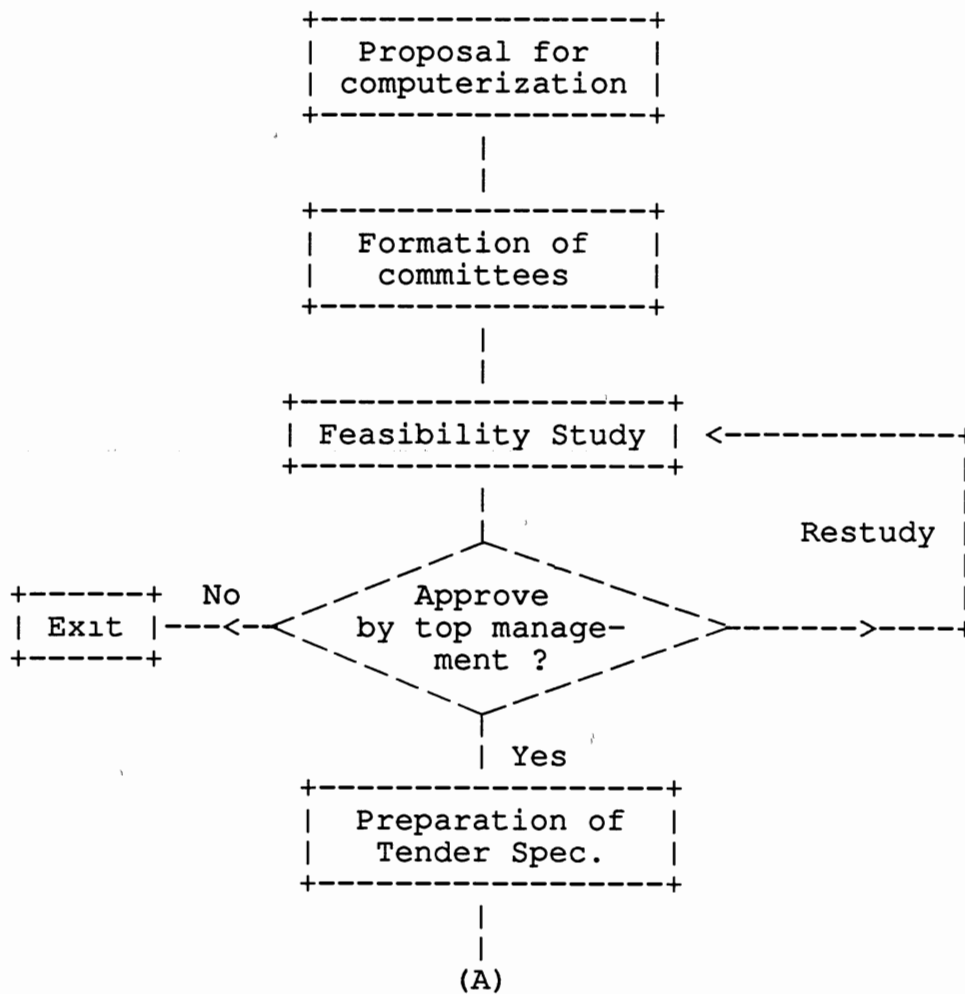 Proposal for
computerization
Formation of
committees
Feasibility Study
Restudy
No
Exit
Approve
by top manage-
ment ?
Yes
Preparation of
Tender Spec.
(A)